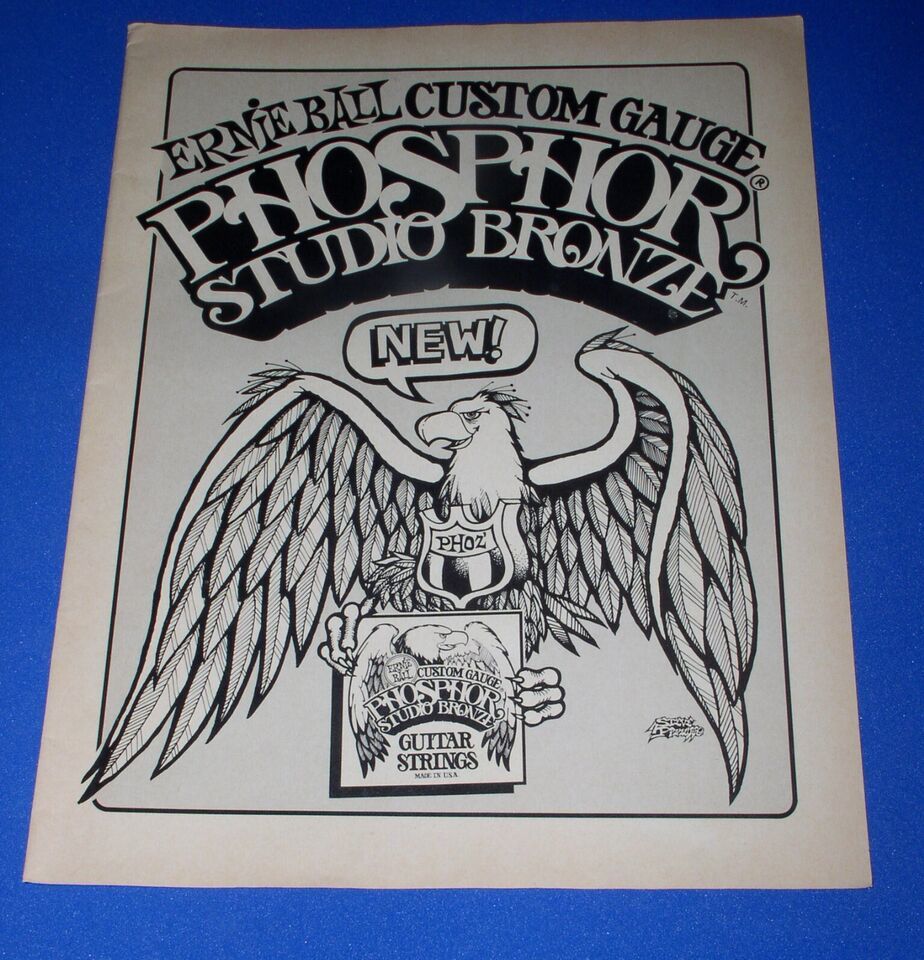 ERNIE BALL CUSTOM GAUGE ®
PHOSPHOR
STUDIO BRONZE T.M.
NEW!
PHOZ'
ERNIE BALL
CUSTOM GAUGE
PHOSPHOR
STUDIO BRONZE
GUITAR
STRINGS
MADE IN U.S.A.